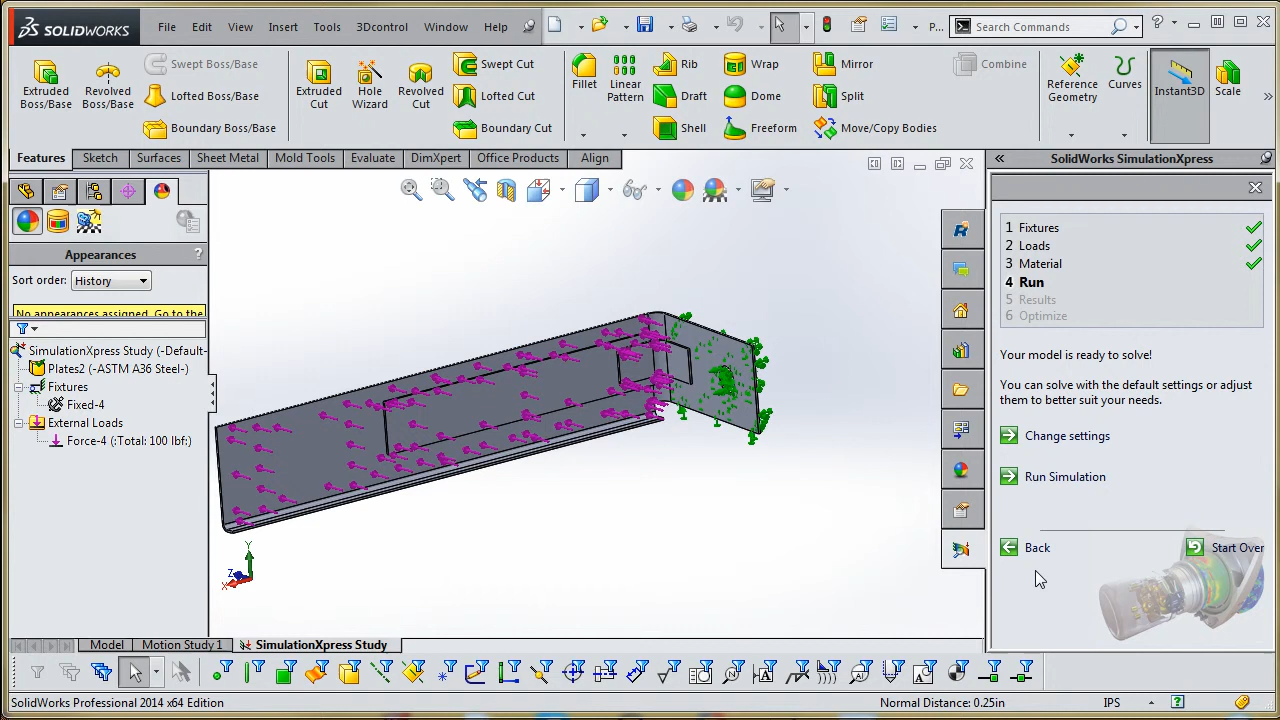 SOLIDWORKS File Edit View Insert Tools 3Dcontrol Window Help P... Search Commands ?
Extruded Boss/Base
Revolved Boss/Base
Swept Boss/Base
Lofted Boss/Base
Boundary Boss/Base
Extruded Cut
Hole Wizard
Revolved Cut
Swept Cut
Lofted Cut
Boundary Cut
Fillet
Linear Pattern
Rib
Draft
Shell
Wrap
Dome
Freeform
Mirror
Split
Move/Copy Bodies
Combine
Reference Geometry
Curves
Instant3D
Scale
Features Sketch Surfaces Sheet Metal Mold Tools Evaluate DimXpert Office Products Align
Appearances ?
Sort order: History
No appearances assigned. Go to the
SimulationXpress Study (-Default-
Plates2 (-ASTM A36 Steel-)
Fixtures
Fixed-4
External Loads
Force-4 (:Total: 100 lbf:)
Y
Z
X
SolidWorks SimulationXpress
1 Fixtures
2 Loads
3 Material
4 Run
5 Results
6 Optimize
Your model is ready to solve!
You can solve with the default settings or adjust
them to better suit your needs.
Change settings
Run Simulation
Back Start Over
Model Motion Study 1 SimulationXpress Study
SolidWorks Professional 2014 x64 Edition Normal Distance: 0.25in IPS ?